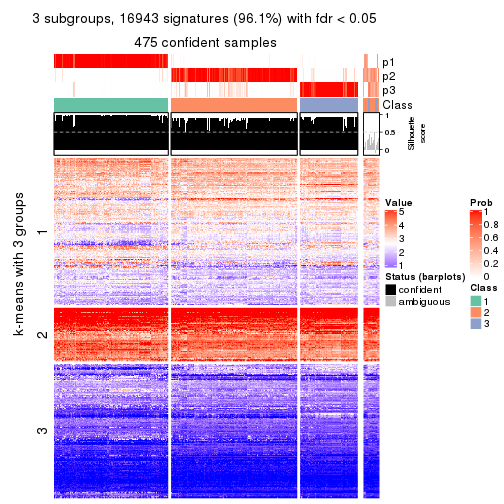 3 subgroups, 16943 signatures (96.1%) with fdr < 0.05
475 confident samples
p1
p2
p3
Class
1
0.5
0
Silhouette
score
k-means with 3 groups
1
2
3
Value
5
4
3
2
1
Status (barplots)
confident
ambiguous
Prob
1
0.8
0.6
0.4
0.2
0
Class
1
2
3